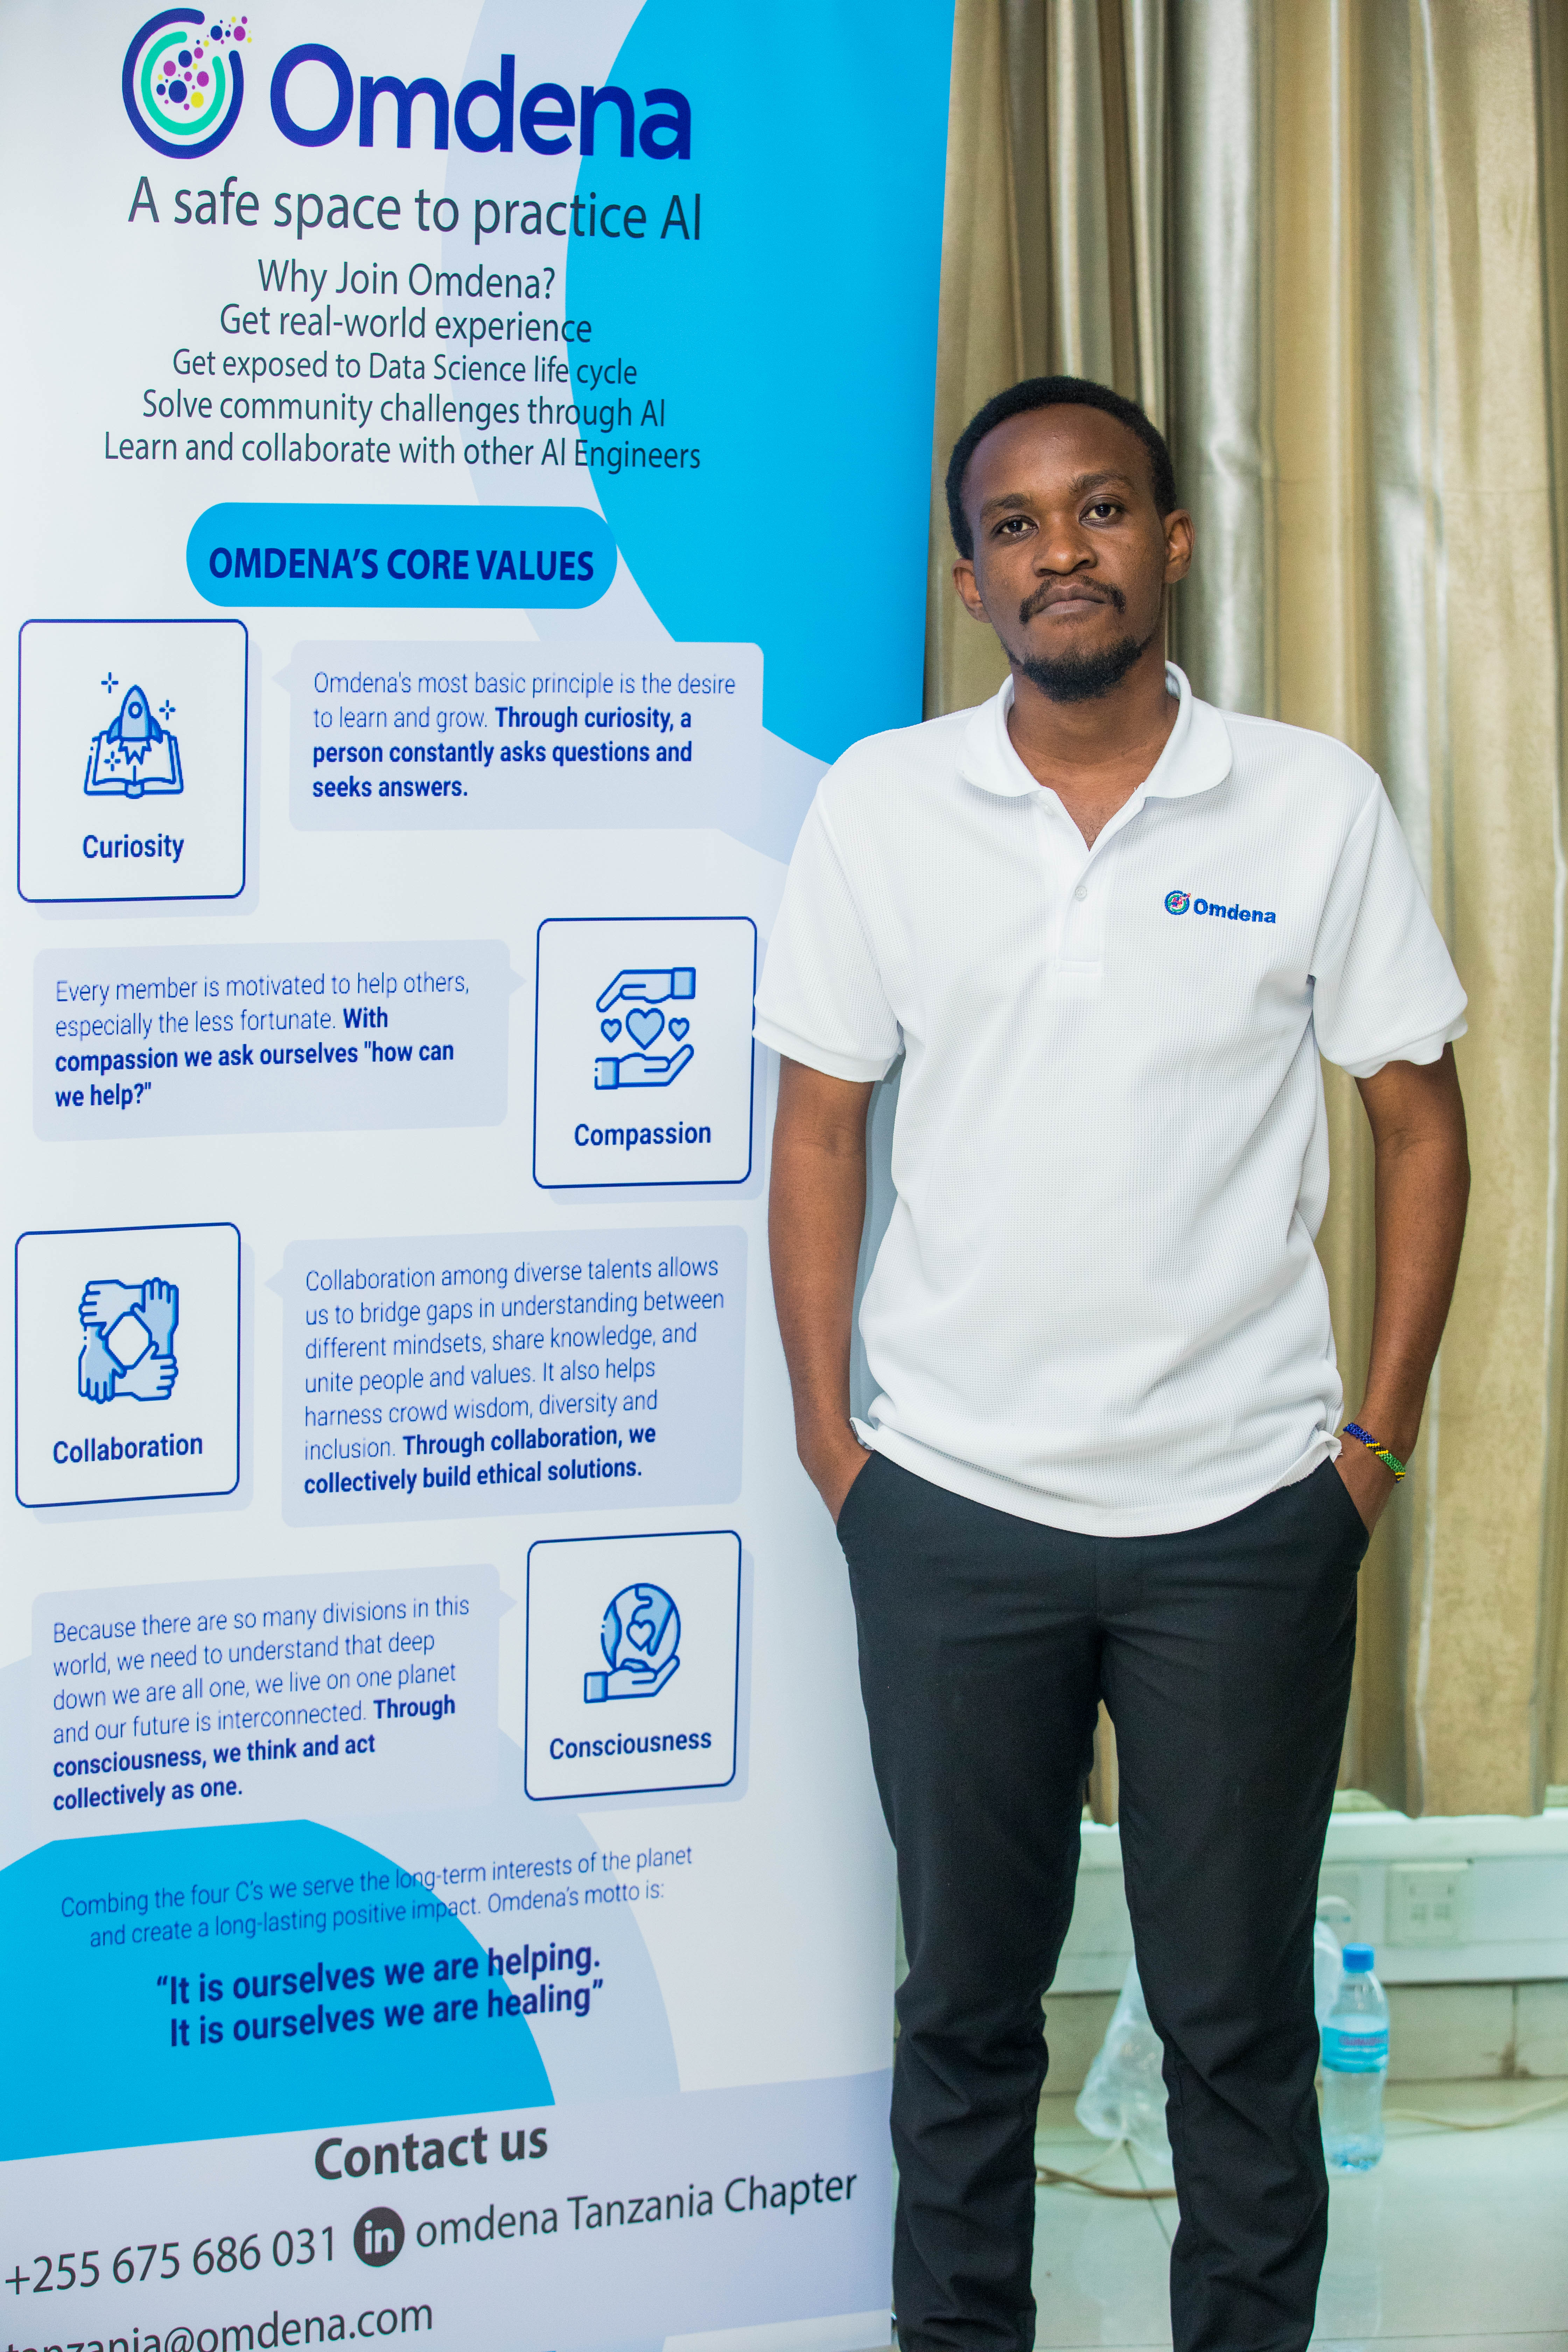 Omdena
A safe space to practice AI
Why Join Omdena?
Get real-world experience
Get exposed to Data Science life cycle
Solve community challenges through AI
Learn and collaborate with other AI Engineers
OMDENA'S CORE VALUES
Curiosity
Omdena's most basic principle is the desire
to learn and grow. Through curiosity, a
person constantly asks questions and
seeks answers.
Every member is motivated to help others,
especially the less fortunate. With
compassion we ask ourselves "how can
we help?"
Compassion
Collaboration
Collaboration among diverse talents allows
us to bridge gaps in understanding between
different mindsets, share knowledge, and
unite people and values. It also helps
harness crowd wisdom, diversity and
inclusion. Through collaboration, we
collectively build ethical solutions.
Because there are so many divisions in this
world, we need to understand that deep
down we are all one, we live on one planet
and our future is interconnected. Through
consciousness, we think and act
collectively as one.
Consciousness
Combing the four C's we serve the long-term interests of the planet
and create a long-lasting positive impact. Omdena's motto is:
“It is ourselves we are helping.
It is ourselves we are healing”
Contact us
+255 675 686 031 in omdena Tanzania Chapter
tanzania@omdena.com
Omdena